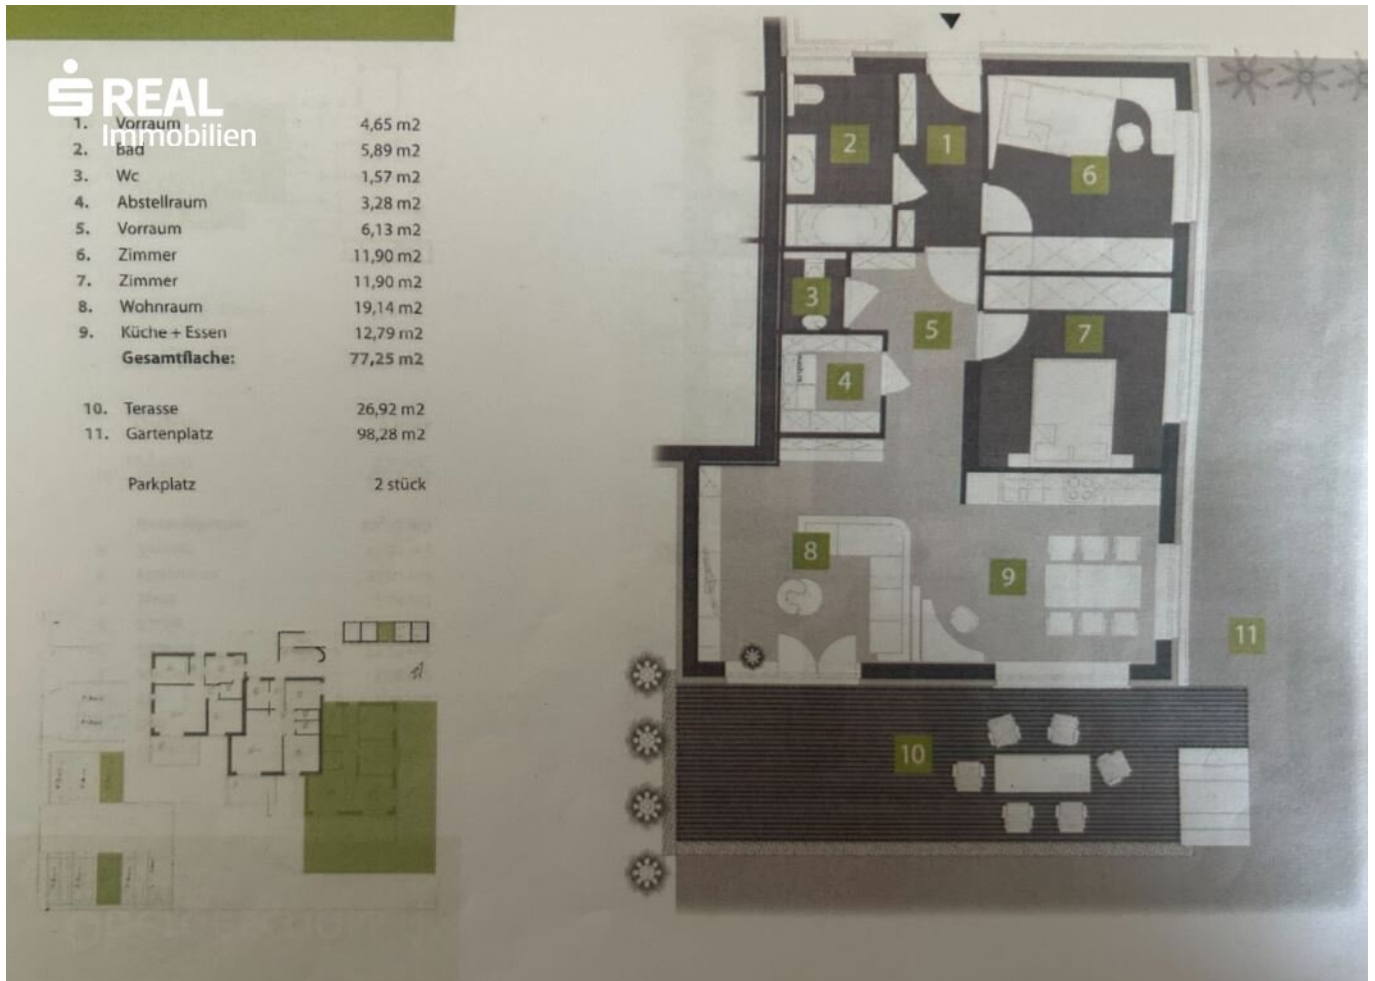 S REAL
Immobilien
1. Vorraum 4,65 m2
2. Bad 5,89 m2
3. Wc 1,57 m2
4. Abstellraum 3,28 m2
5. Vorraum 6,13 m2
6. Zimmer 11,90 m2
7. Zimmer 11,90 m2
8. Wohnraum 19,14 m2
9. Küche + Essen 12,79 m2
Gesamtflache: 77,25 m2
10. Terasse 26,92 m2
11. Gartenplatz 98,28 m2
Parkplatz 2 stück
2
1
6
3
5
7
4
8
9
11
10